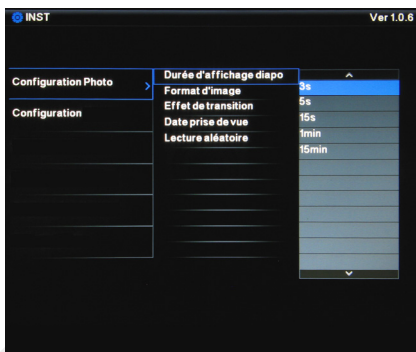 INST
Ver 1.0.6
Configuration Photo
Configuration
Durée d'affichage diapo
Format d'image
Effet de transition
Date prise de vue
Lecture aléatoire
3s
5s
15s
1min
15min